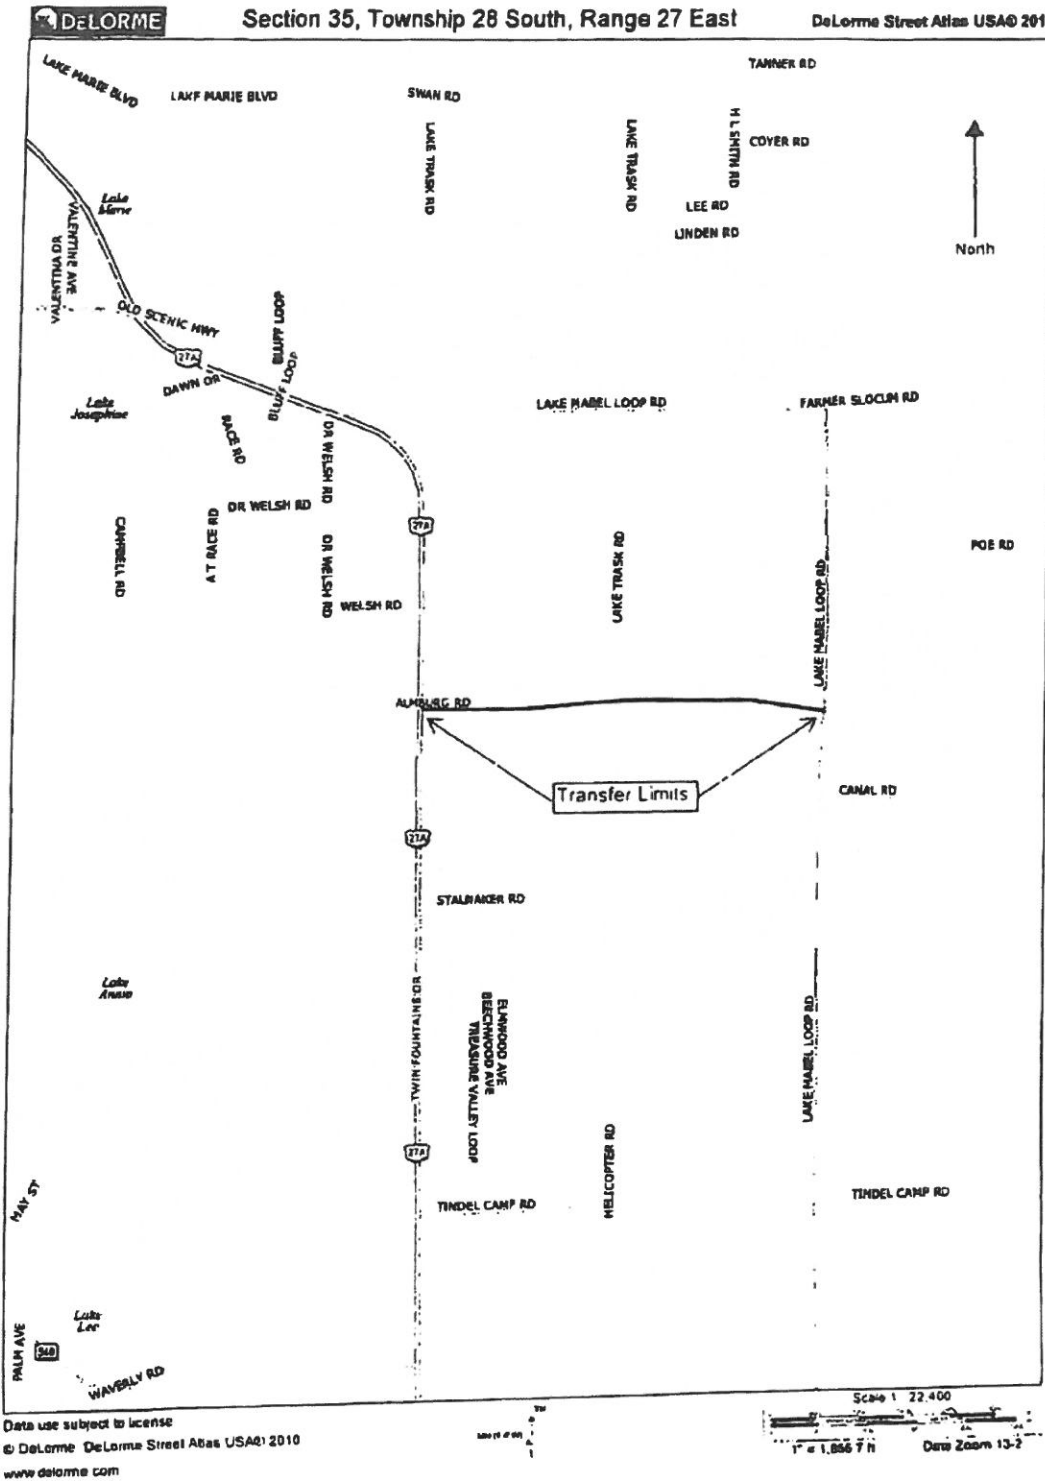 DELORME
Section 35, Township 28 South, Range 27 East
DeLorme Street Atlas USA® 201
LAKE MARIE BLVD
LAKE MARIE BLVD
SWAN RD
TANNER RD
LAKE TRASK RD
LAKE TRASK RD
H L SMITH RD
COYER RD
LEE RD
LINDEN RD
North
Lake Marie
VALENTINE AVE
VALENTINA DR
OLD SCENIC HWY
27A
BLUFF LOOP
BLUFF LOOP
DAWN DR
Lake Josephine
LAKE MABEL LOOP RD
FARMER SLOCUM RD
RACE RD
DR WELSH RD
DR WELSH RD
27A
CAMPBELL RD
A T RACE RD
DR WELSH RD
WELSH RD
LAKE TRASK RD
LAKE MABEL LOOP RD
POE RD
ALMBURG RD
Transfer Limits
CANAL RD
27A
STALNAKER RD
Lake Annie
TWIN FOUNTAINS DR
ELMWOOD AVE
BEECHWOOD AVE
TREASURE VALLEY LOOP
LAKE MABEL LOOP RD
27A
HELICOPTER RD
MAY ST
TINDEL CAMP RD
TINDEL CAMP RD
Lake Lee
PALM AVE
540
WAVERLY RD
Data use subject to license
© DeLorme DeLorme Street Atlas USA® 2010
www delorme com
TN
Scale 1 22,400
1" = 1,866 7 ft
Data Zoom 13-2